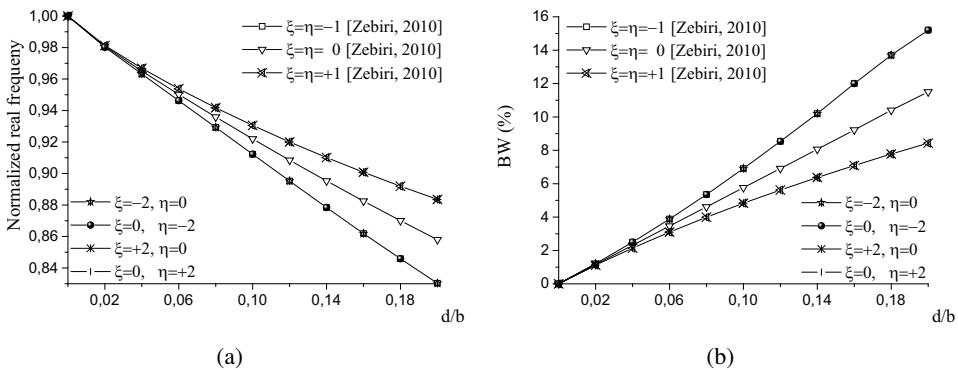 Normalized real frequeny
1,00
0,98
0,96
0,94
0,92
0,90
0,88
0,86
0,84
ξ=η=−1 [Zebiri, 2010]
ξ=η= 0 [Zebiri, 2010]
ξ=η=+1 [Zebiri, 2010]
ξ=−2, η=0
ξ=0, η=−2
ξ=+2, η=0
ξ=0, η=+2
0,02 0,06 0,10 0,14 0,18
d/b
(a)
BW (%)
16
14
12
10
8
6
4
2
0
ξ=η=−1 [Zebiri, 2010]
ξ=η= 0 [Zebiri, 2010]
ξ=η=+1 [Zebiri, 2010]
ξ=−2, η=0
ξ=0, η=−2
ξ=+2, η=0
ξ=0, η=+2
0,02 0,06 0,10 0,14 0,18
d/b
(b)